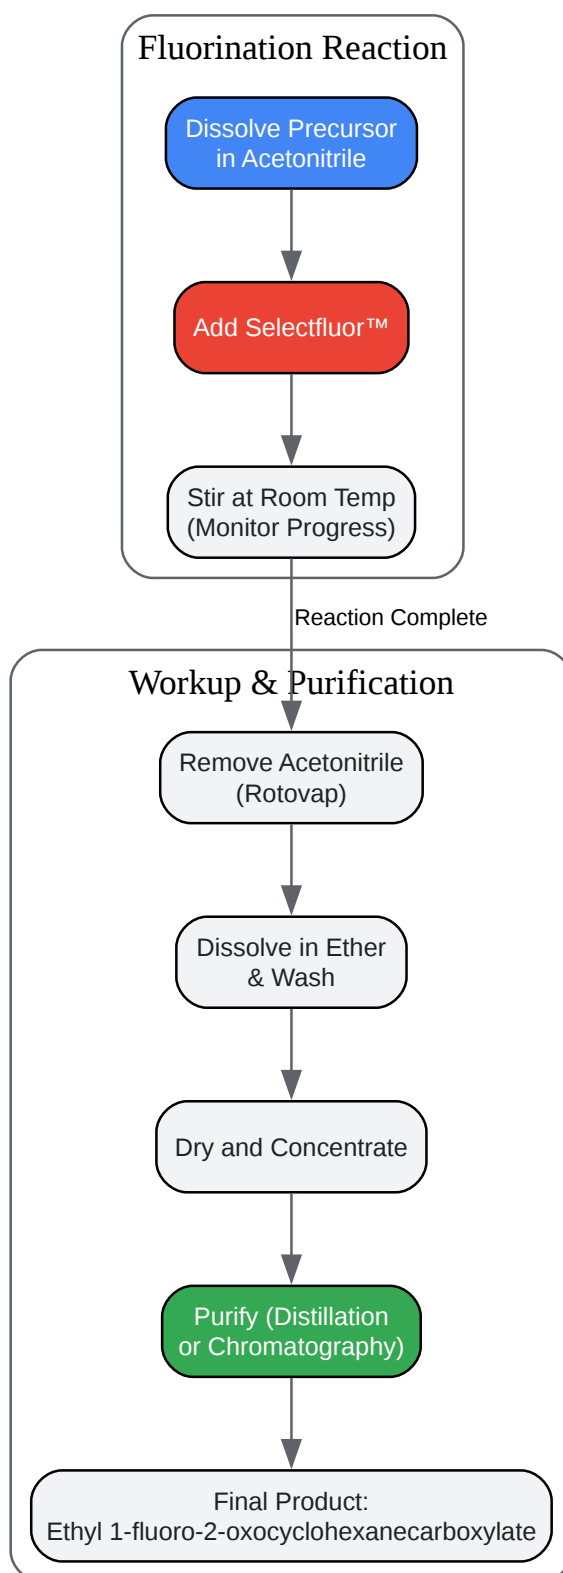 Fluorination Reaction
Dissolve Precursor
in Acetonitrile
Add Selectfluor™
Stir at Room Temp
(Monitor Progress)
Reaction Complete
Workup & Purification
Remove Acetonitrile
(Rotovap)
Dissolve in Ether
& Wash
Dry and Concentrate
Purify (Distillation
or Chromatography)
Final Product:
Ethyl 1-fluoro-2-oxocyclohexanecarboxylate